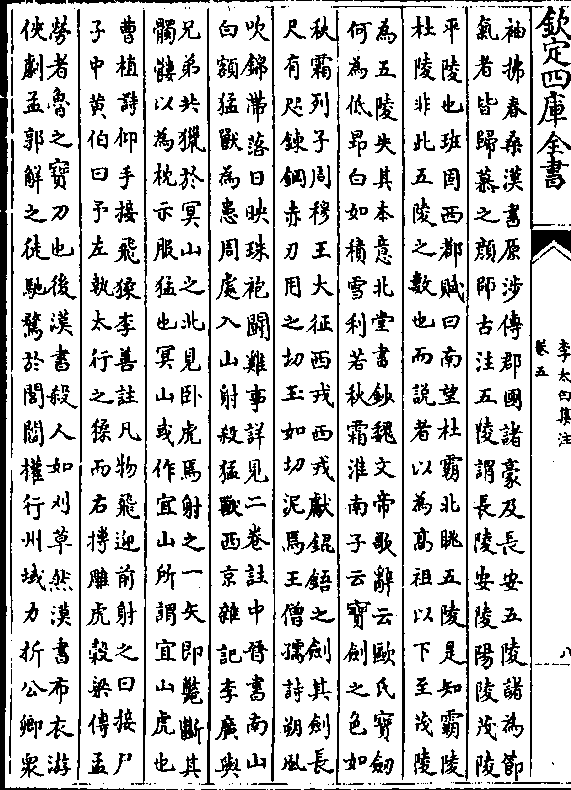 欽定四庫全書
李太白集注
卷五
八
袖拂春桑漢書原涉傳郡國諸豪及長安五陵諸為節
氣者皆歸慕之顔師古注五陵謂長陵安陵陽陵茂陵
平陵也班固西都賦曰南望杜霸北眺五陵是知霸陵
杜陵非此五陵之數也而說者以為高祖以下至茂陵
為五陵失其本意北堂書鈔魏文帝歌辭云歐氏寶劒
何為低昂白如積雪利若秋霜淮南子云寶劍之色如
秋霜列子周穆王大征西戎西戎獻錕鋙之劍其劍長
尺有咫鍊鋼赤刃用之切玉如切泥焉王僧孺詩朔風
吹錦帶落日映珠袍鬭雞事詳見二卷註中晉書南山
白額猛獸為患周處入山射殺猛獸西京雜記李廣與
兄弟共獵於冥山之北見卧虎焉射之一矢即斃斷其
髑髏以為枕示服猛也冥山或作宜山所謂宜山虎也
曹植詩仰手接飛猱李善註凡物飛迎前射之曰接尸
子中黄伯曰予左執太行之猱而右搏雕虎榖梁傳孟
勞者魯之寶刀也後漢書殺人如刈草然漢書布衣游
俠劇孟郭解之徒馳騖於閭閻權行州域力折公卿衆